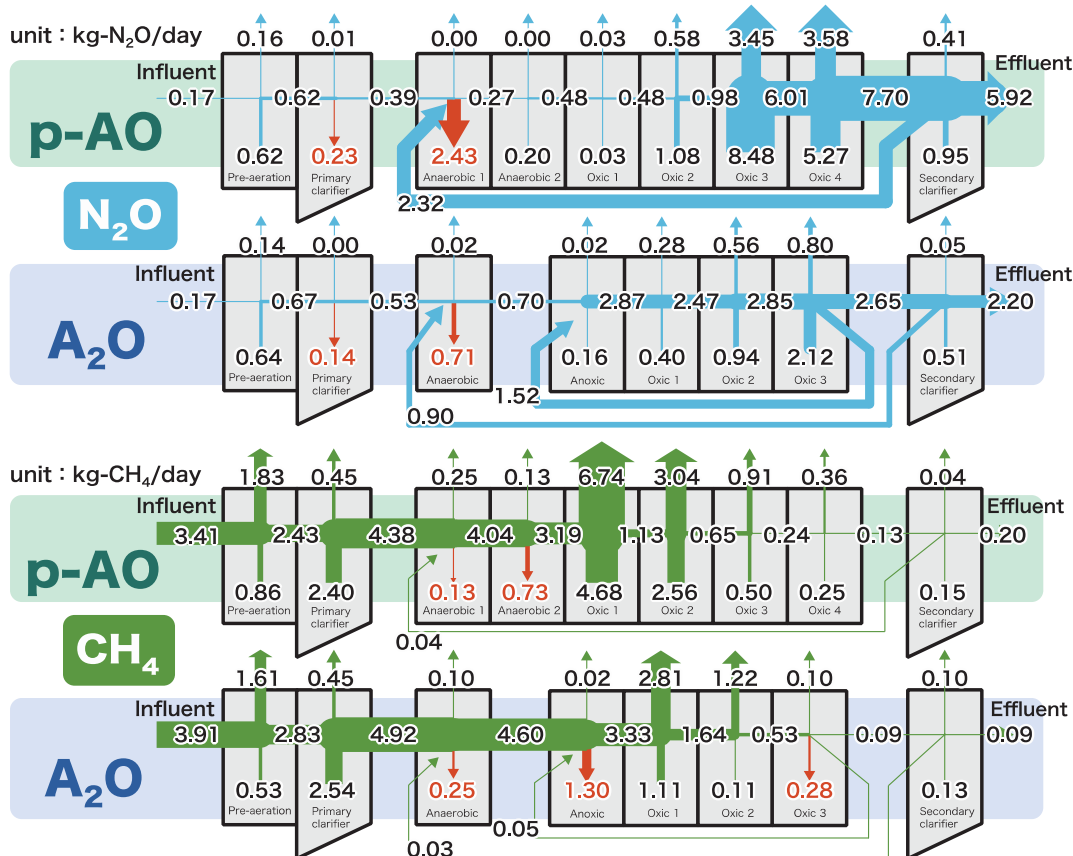 unit : kg-N₂O/day
0.16 0.01 0.00 0.00 0.03 0.58 3.45 3.58 0.41
Influent Effluent
0.17 0.62 0.39 0.27 0.48 0.48 0.98 6.01 7.70 5.92
p-AO
0.62 0.23 2.43 0.20 0.03 1.08 8.48 5.27 0.95
Pre-aeration Primary clarifier Anaerobic 1 Anaerobic 2 Oxic 1 Oxic 2 Oxic 3 Oxic 4 Secondary clarifier
2.32
N₂O
0.14 0.00 0.02 0.02 0.28 0.56 0.80 0.05
Influent Effluent
0.17 0.67 0.53 0.70 2.87 2.47 2.85 2.65 2.20
A₂O
0.64 0.14 0.71 0.16 0.40 0.94 2.12 0.51
Pre-aeration Primary clarifier Anaerobic Anoxic Oxic 1 Oxic 2 Oxic 3 Secondary clarifier
1.52
0.90
unit : kg-CH₄/day
1.83 0.45 0.25 0.13 6.74 3.04 0.91 0.36 0.04
Influent Effluent
3.41 2.43 4.38 4.04 3.19 1.13 0.65 0.24 0.13 0.20
p-AO
0.86 2.40 0.13 0.73 4.68 2.56 0.50 0.25 0.15
Pre-aeration Primary clarifier Anaerobic 1 Anaerobic 2 Oxic 1 Oxic 2 Oxic 3 Oxic 4 Secondary clarifier
0.04
CH₄
1.61 0.45 0.10 0.02 2.81 1.22 0.10 0.10
Influent Effluent
3.91 2.83 4.92 4.60 3.33 1.64 0.53 0.09 0.09
A₂O
0.53 2.54 0.25 1.30 1.11 0.11 0.28 0.13
Pre-aeration Primary clarifier Anaerobic Anoxic Oxic 1 Oxic 2 Oxic 3 Secondary clarifier
0.05
0.03